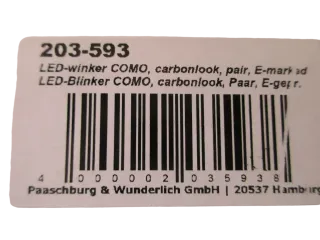 203-593
LED-winker COMO, carbonlook, pair, E-marked
LED-Blinker COMO, carbonlook, Paar, E-gepr.
4 000002 035938
Paaschburg & Wunderlich GmbH | 20537 Hamburg